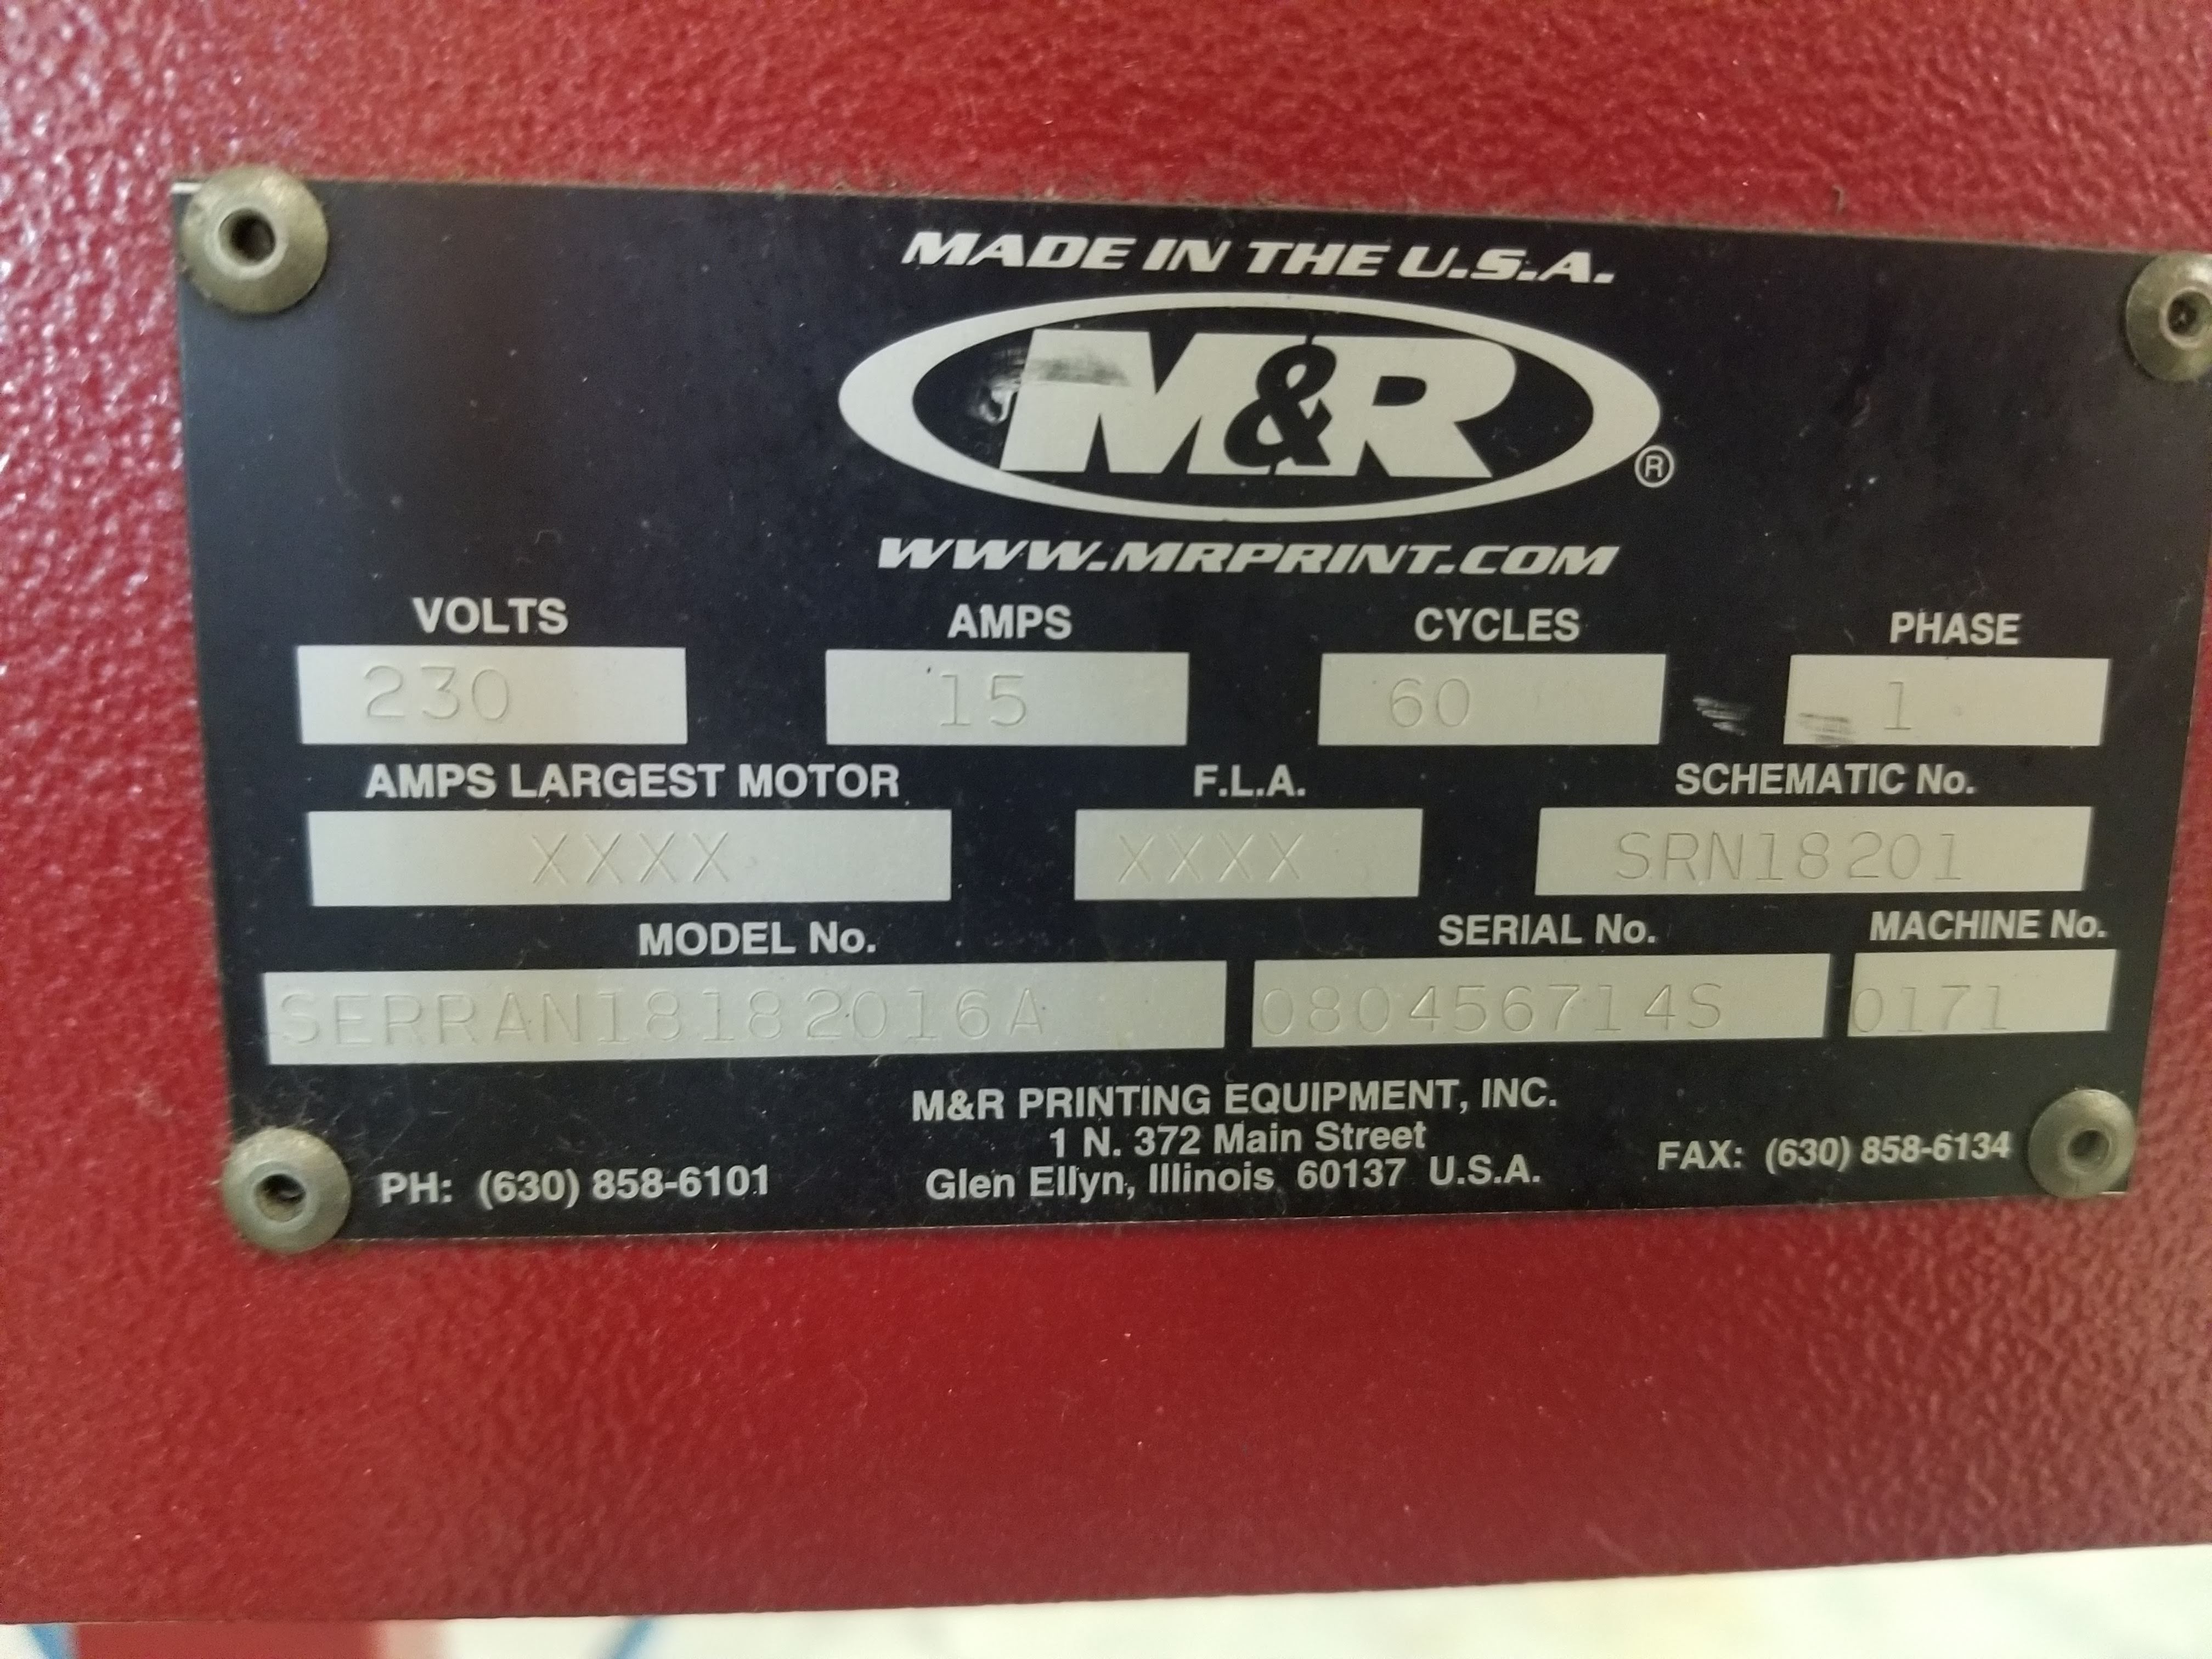 MADE IN THE U.S.A.
M&R®
WWW.MRPRINT.COM
VOLTS AMPS CYCLES PHASE
230 15 60 1
AMPS LARGEST MOTOR F.L.A. SCHEMATIC No.
XXXX XXXX SRN18201
MODEL No. SERIAL No. MACHINE No.
SERRAN18182016A 080456714S 0171
M&R PRINTING EQUIPMENT, INC.
1 N. 372 Main Street
PH: (630) 858-6101 Glen Ellyn, Illinois 60137 U.S.A. FAX: (630) 858-6134